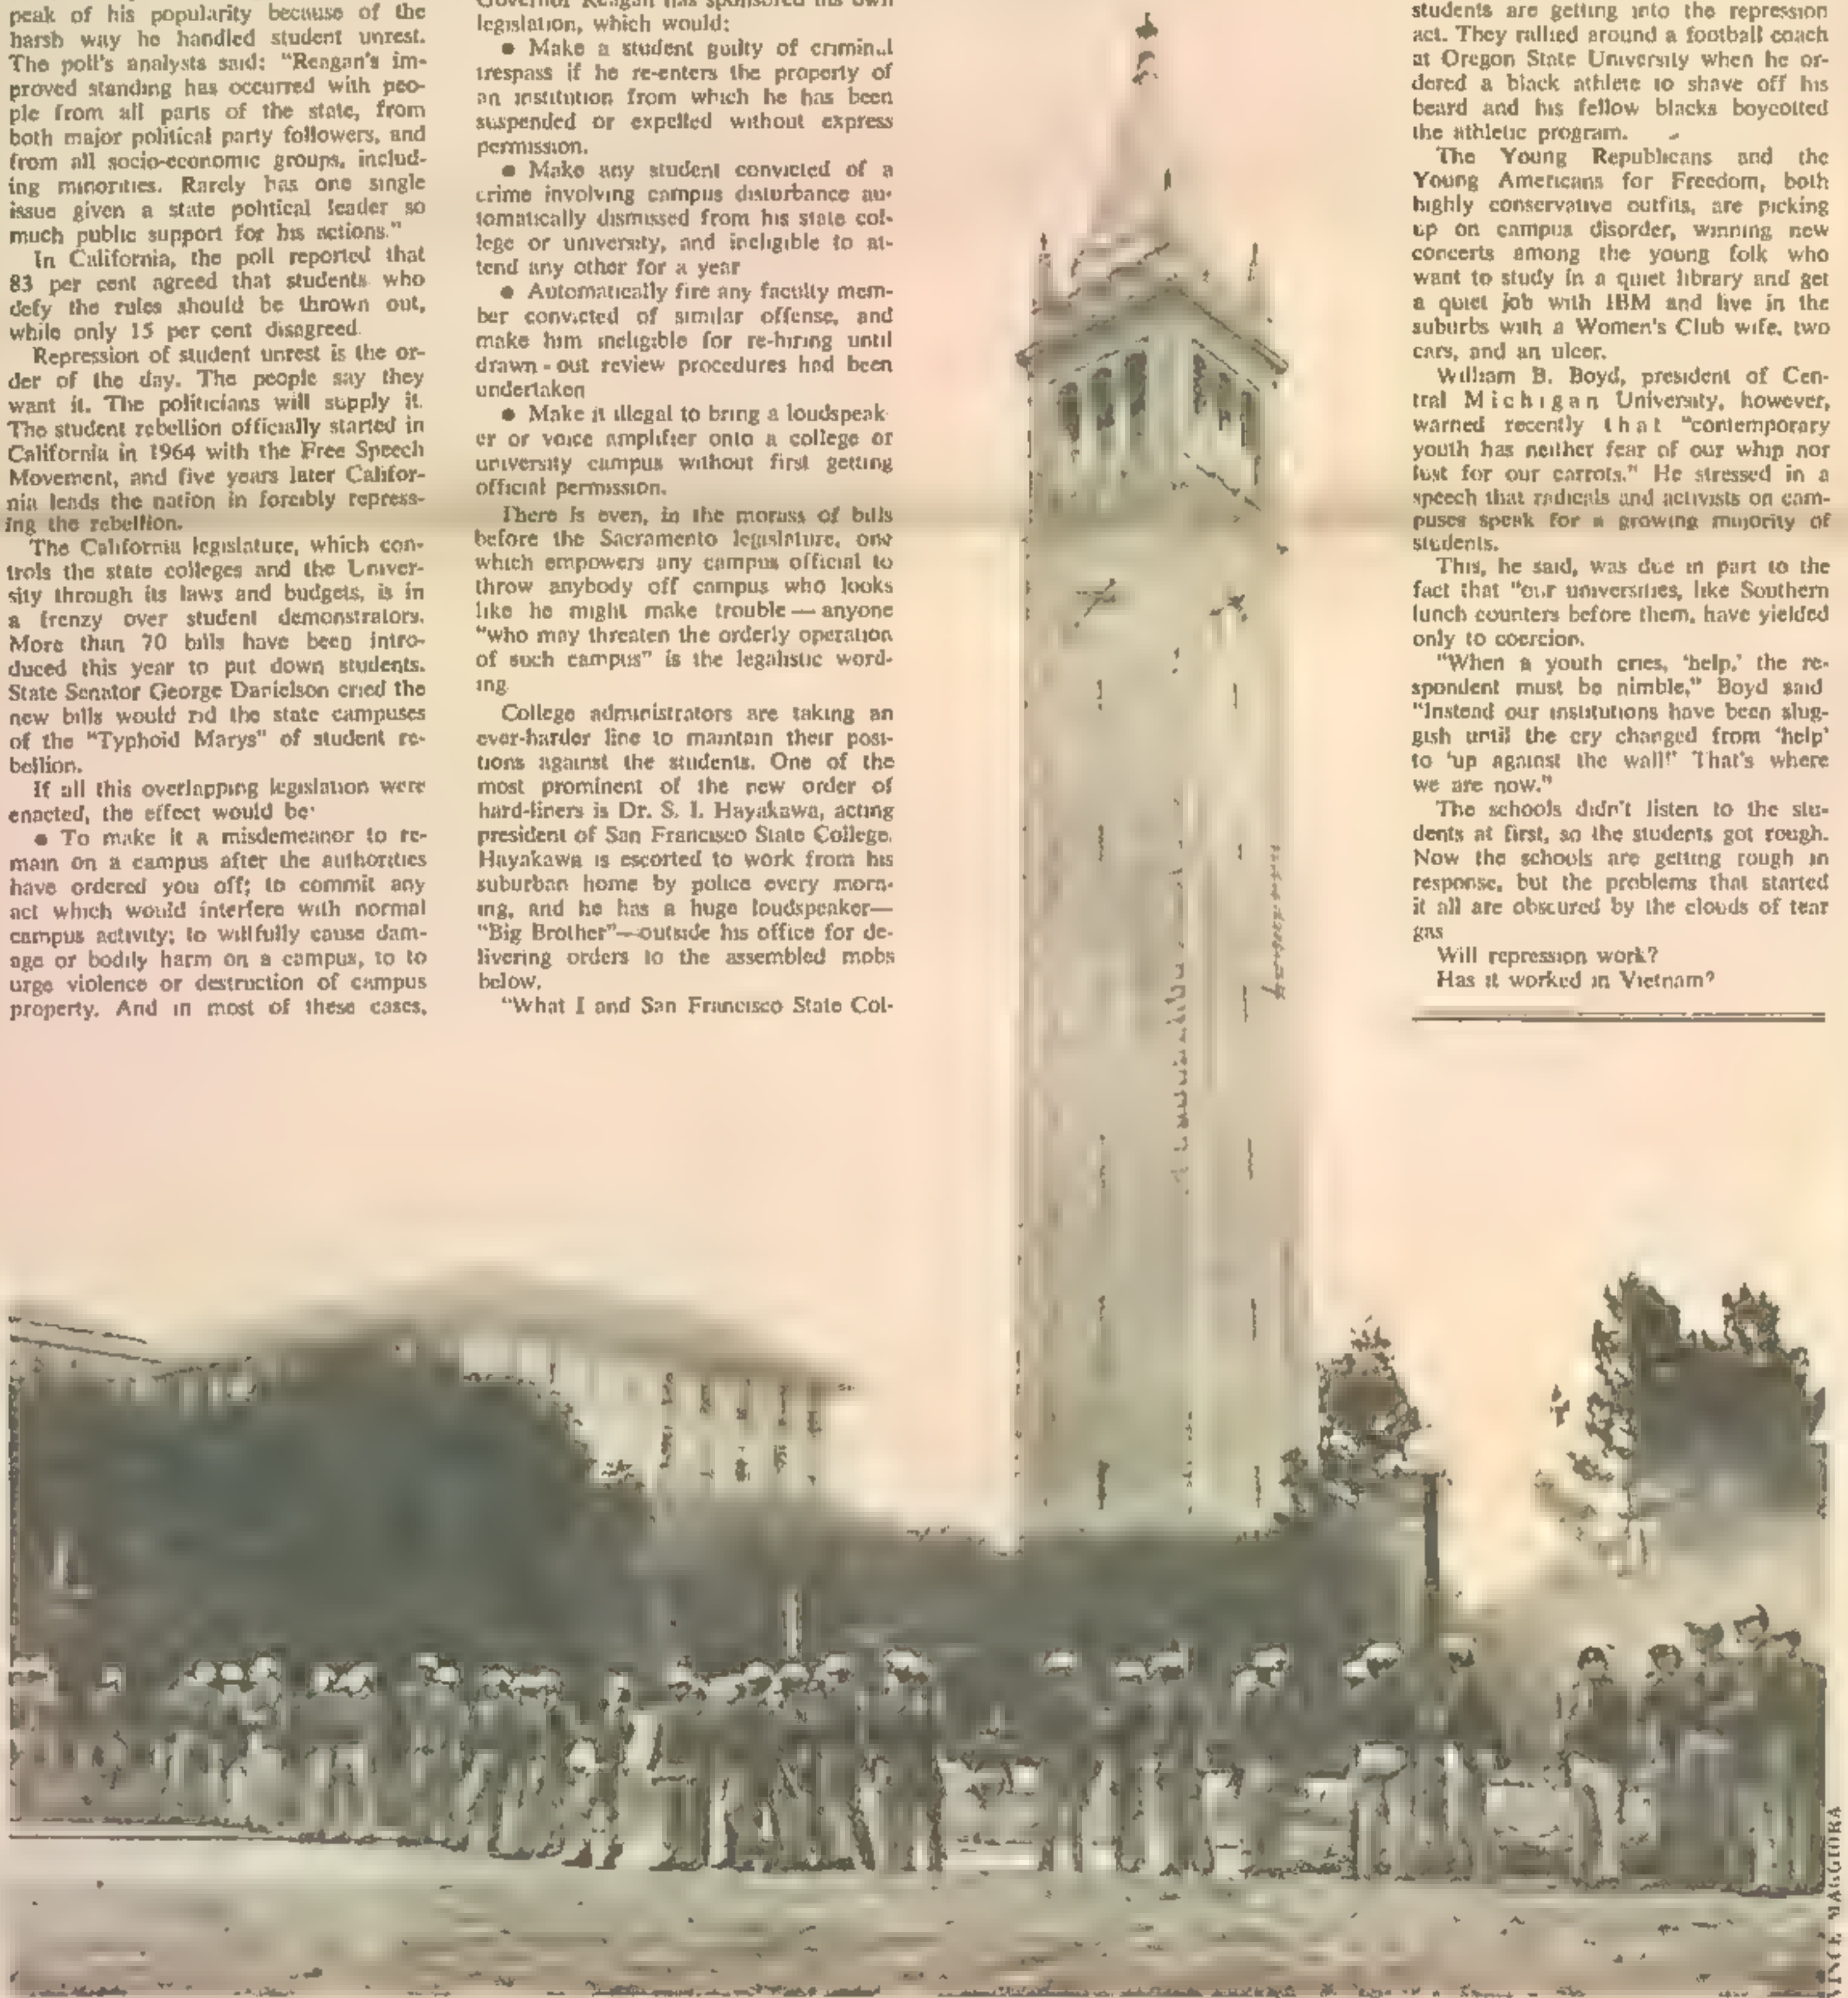 peak of his popularity because of the
harsh way he handled student unrest.
The poll's analysts said: "Reagan's im-
proved standing has occurred with peo-
ple from all parts of the state, from
both major political party followers, and
from all socio-economic groups, includ-
ing minorities. Rarely has one single
issue given a state political leader so
much public support for his actions."
In California, the poll reported that
83 per cent agreed that students who
defy the rules should be thrown out,
while only 15 per cent disagreed.
Repression of student unrest is the or-
der of the day. The people say they
want it. The politicians will supply it.
The student rebellion officially started in
California in 1964 with the Free Speech
Movement, and five years later Califor-
nia leads the nation in forcibly repress-
ing the rebellion.
The California legislature, which con-
trols the state colleges and the Univer-
sity through its laws and budgets, is in
a frenzy over student demonstrators.
More than 70 bills have been intro-
duced this year to put down students.
State Senator George Danielson cried the
new bills would rid the state campuses
of the "Typhoid Marys" of student re-
bellion.
If all this overlapping legislation were
enacted, the effect would be:
• To make it a misdemeanor to re-
main on a campus after the authorities
have ordered you off; to commit any
act which would interfere with normal
campus activity; to willfully cause dam-
age or bodily harm on a campus, to to
urge violence or destruction of campus
property. And in most of these cases,
Governor Reagan has sponsored his own
legislation, which would:
• Make a student guilty of criminal
trespass if he re-enters the property of
an institution from which he has been
suspended or expelled without express
permission.
• Make any student convicted of a
crime involving campus disturbance au-
tomatically dismissed from his state col-
lege or university, and ineligible to at-
tend any other for a year
• Automatically fire any faculty mem-
ber convicted of similar offense, and
make him ineligible for re-hiring until
drawn-out review procedures had been
undertaken
• Make it illegal to bring a loudspeak-
er or voice amplifier onto a college or
university campus without first getting
official permission.
There is even, in the morass of bills
before the Sacramento legislature, one
which empowers any campus official to
throw anybody off campus who looks
like he might make trouble — anyone
"who may threaten the orderly operation
of such campus" is the legalistic word-
ing.
College administrators are taking an
ever-harder line to maintain their posi-
tions against the students. One of the
most prominent of the new order of
hard-liners is Dr. S. I. Hayakawa, acting
president of San Francisco State College.
Hayakawa is escorted to work from his
suburban home by police every morn-
ing, and he has a huge loudspeaker—
"Big Brother"—outside his office for de-
livering orders to the assembled mobs
below.
"What I and San Francisco State Col-
students are getting into the repression
act. They rallied around a football coach
at Oregon State University when he or-
dered a black athlete to shave off his
beard and his fellow blacks boycotted
the athletic program.
The Young Republicans and the
Young Americans for Freedom, both
highly conservative outfits, are picking
up on campus disorder, winning new
concerts among the young folk who
want to study in a quiet library and get
a quiet job with IBM and live in the
suburbs with a Women's Club wife, two
cars, and an ulcer.
William B. Boyd, president of Cen-
tral Michigan University, however,
warned recently that "contemporary
youth has neither fear of our whip nor
lust for our carrots." He stressed in a
speech that radicals and activists on cam-
puses speak for a growing majority of
students.
This, he said, was due in part to the
fact that "our universities, like Southern
lunch counters before them, have yielded
only to coercion.
"When a youth cries, 'help,' the re-
spondent must be nimble," Boyd said
"Instead our institutions have been slug-
gish until the cry changed from 'help'
to 'up against the wall!' That's where
we are now."
The schools didn't listen to the stu-
dents at first, so the students got rough.
Now the schools are getting rough in
response, but the problems that started
it all are obscured by the clouds of tear
gas
Will repression work?
Has it worked in Vietnam?
VINCE MAGGIORA